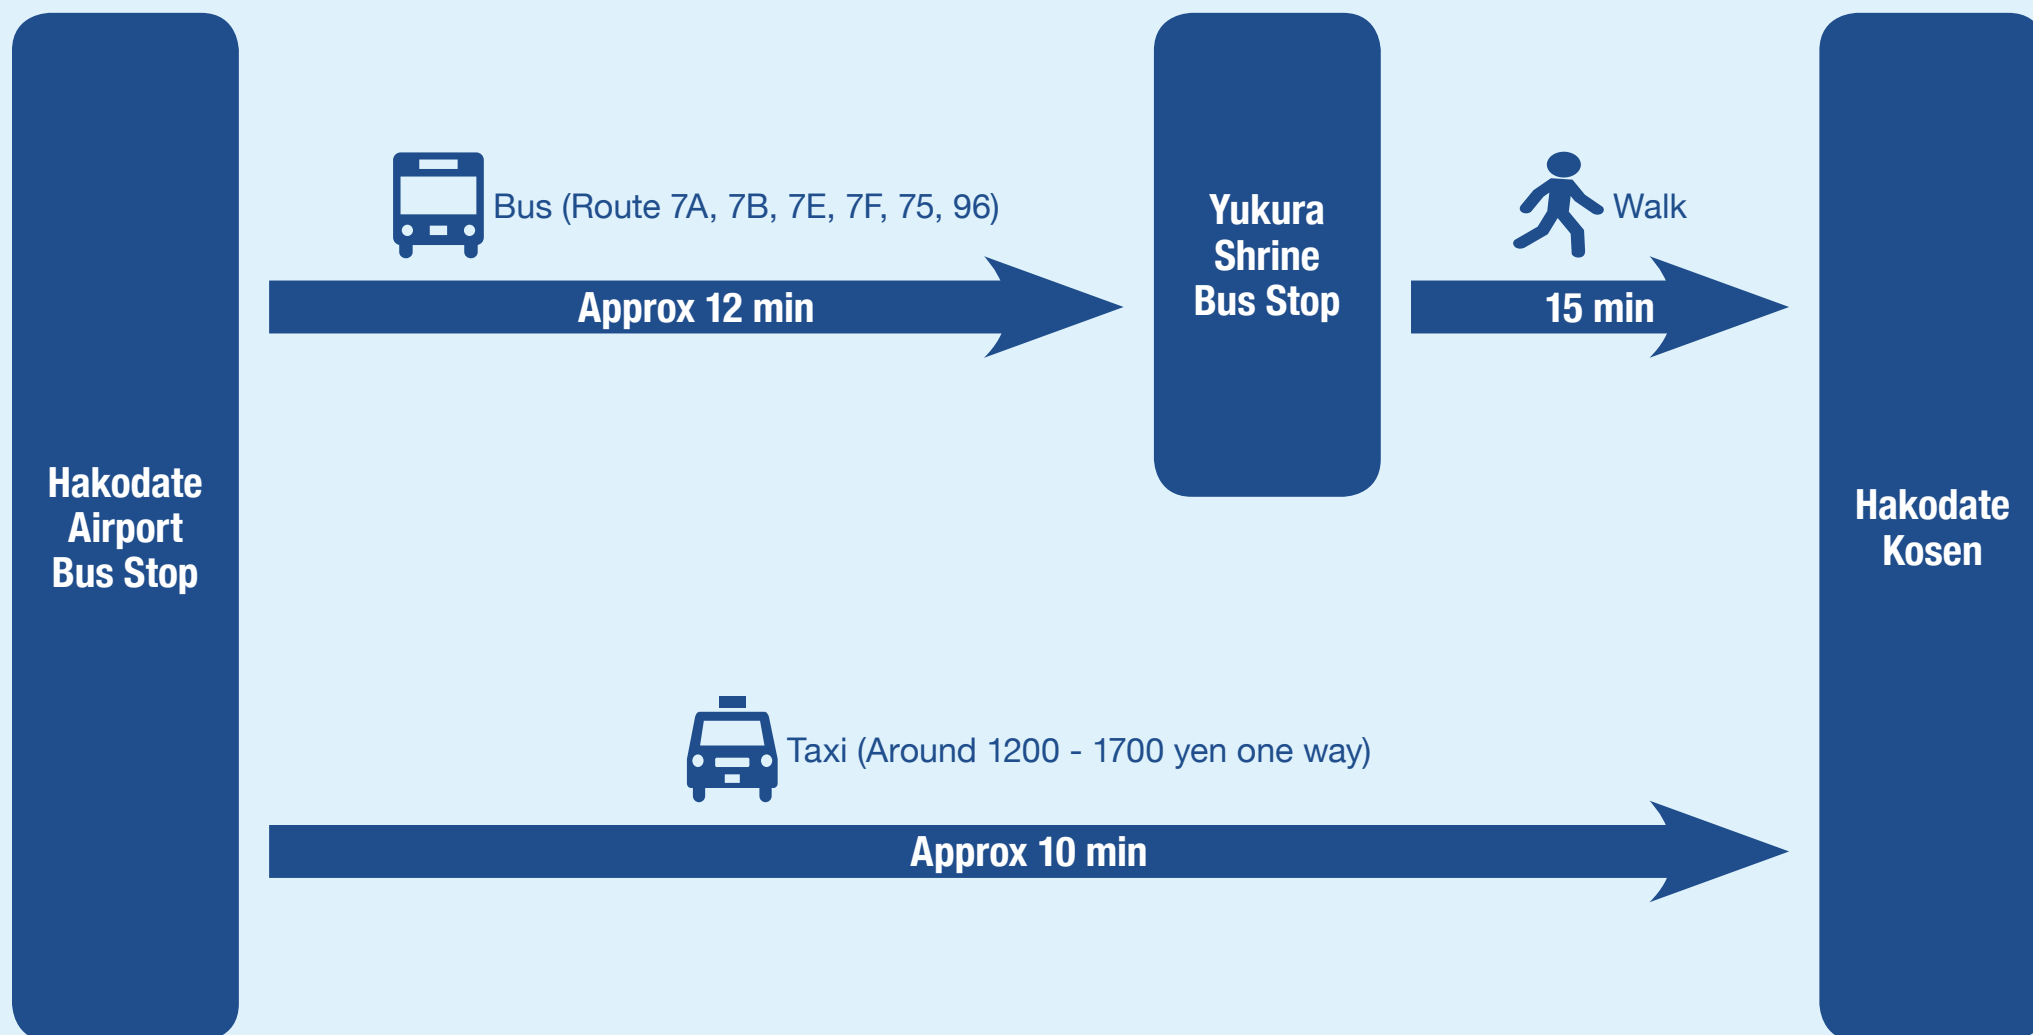 Hakodate
Airport
Bus Stop
Bus (Route 7A, 7B, 7E, 7F, 75, 96)
Approx 12 min
Yukura
Shrine
Bus Stop
Walk
15 min
Taxi (Around 1200 - 1700 yen one way)
Approx 10 min
Hakodate
Kosen